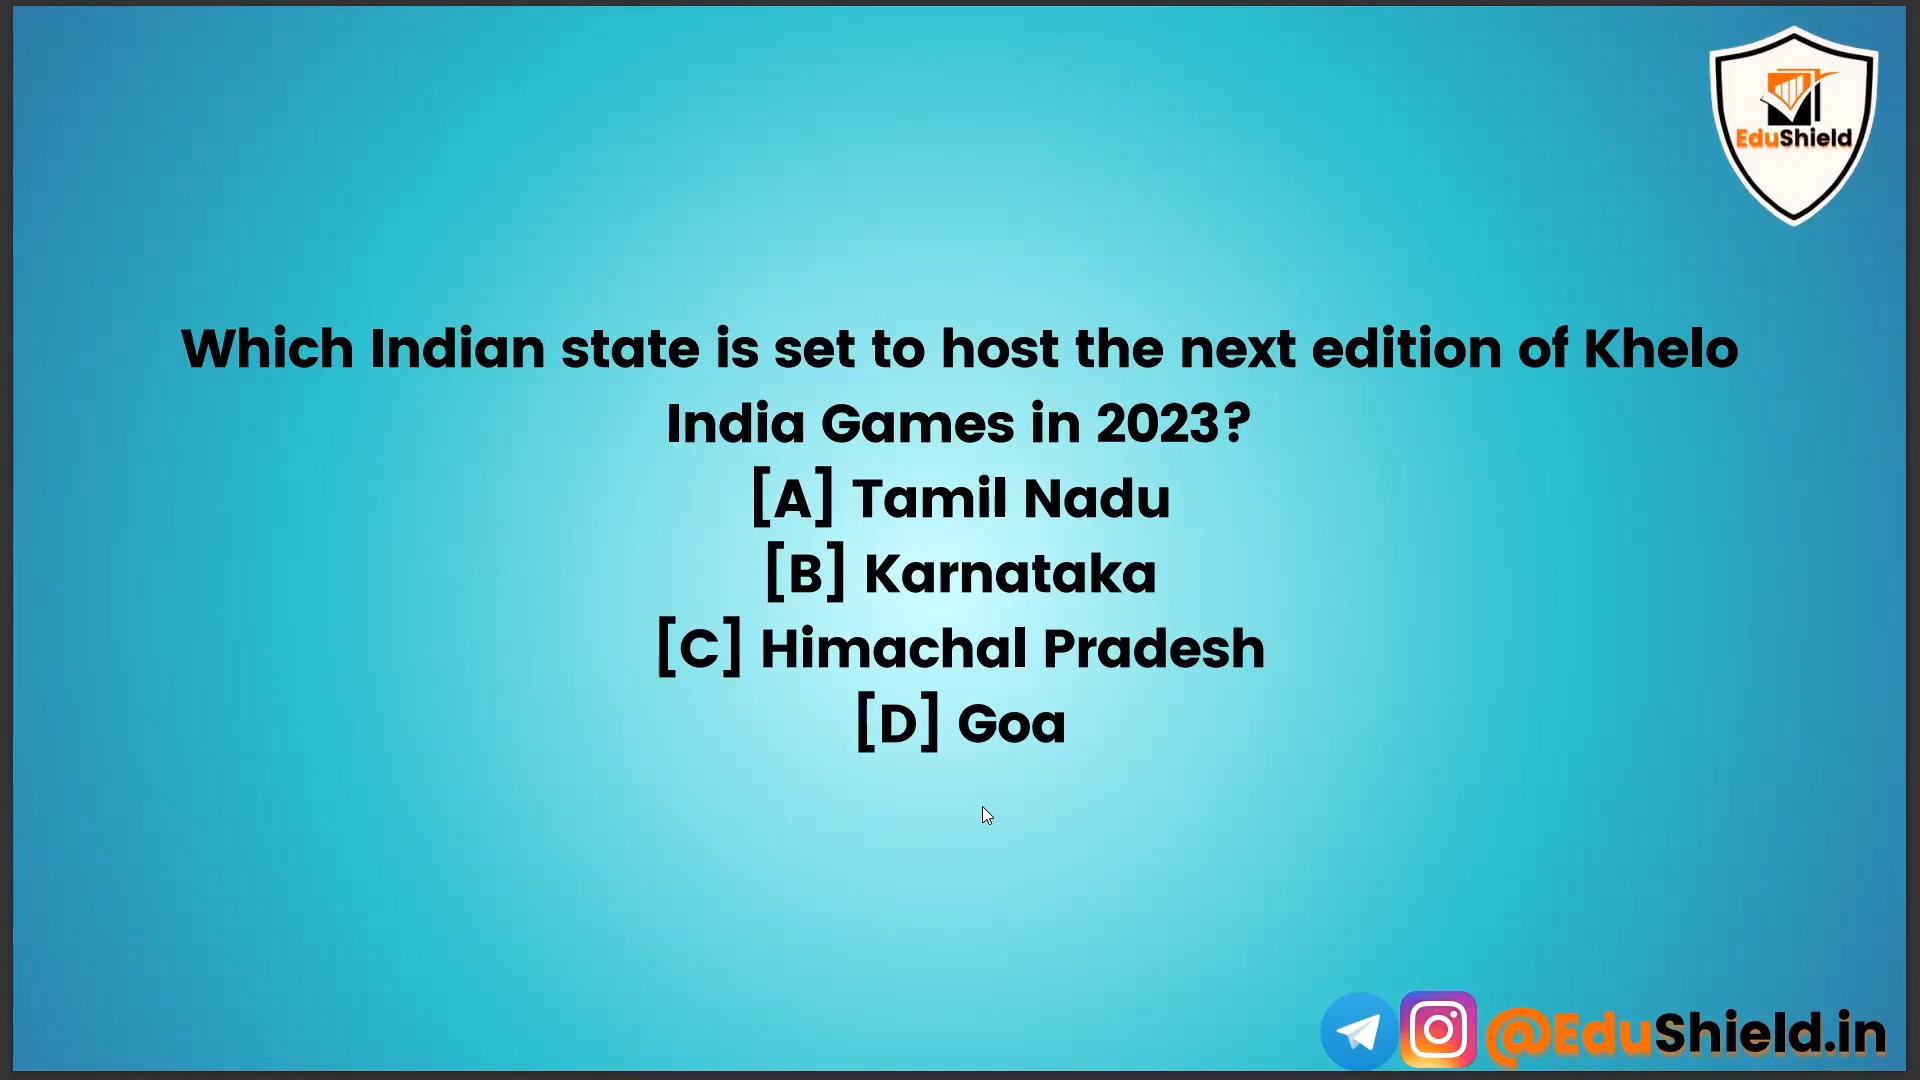 EduShield
Which Indian state is set to host the next edition of Khelo
India Games in 2023?
[A] Tamil Nadu
[B] Karnataka
[C] Himachal Pradesh
[D] Goa
@EduShield.in